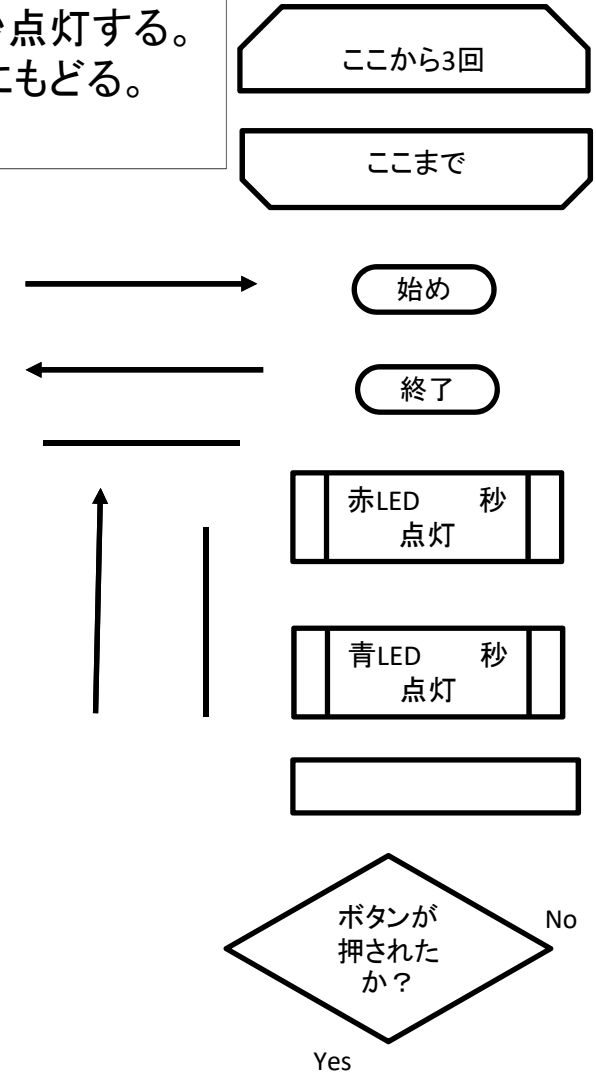 点灯する。
にもどる。
ここから3回
ここまで
始め
終了
赤LED 秒
点灯
青LED 秒
点灯
ボタンが
押された
か？
No
Yes